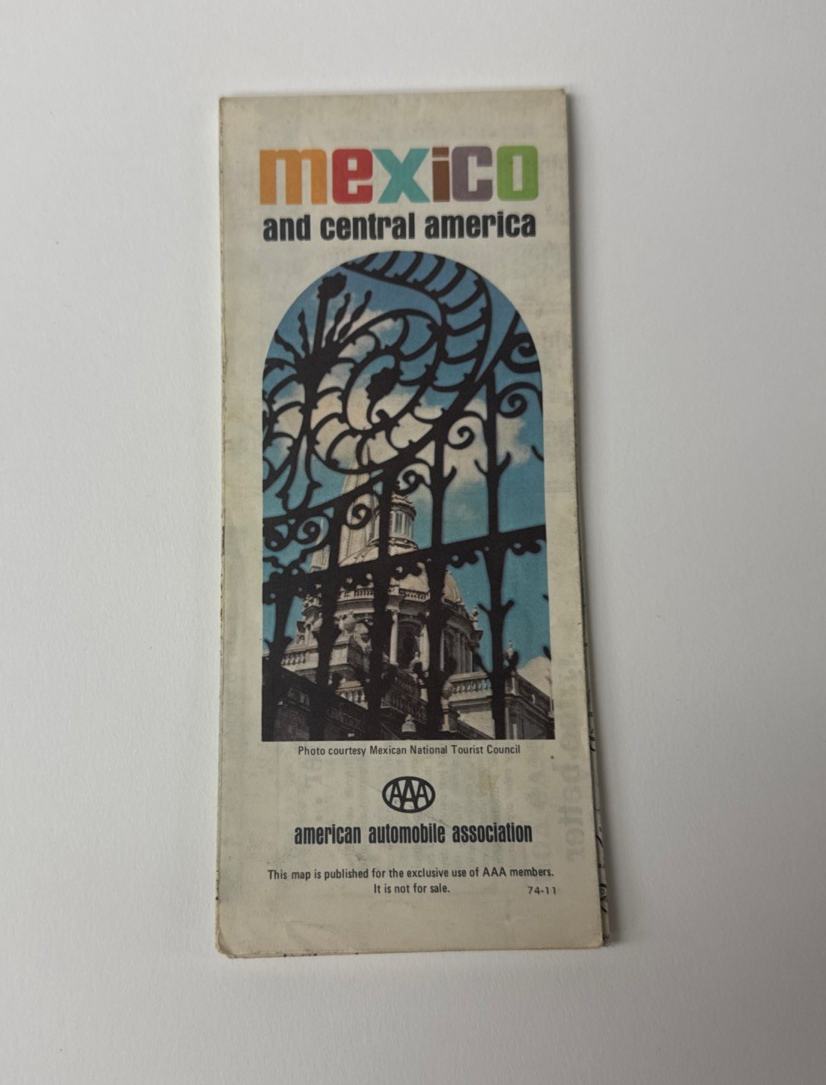 mexico
and central america
Photo courtesy Mexican National Tourist Council
AAA
american automobile association
This map is published for the exclusive use of AAA members.
It is not for sale.
74-11